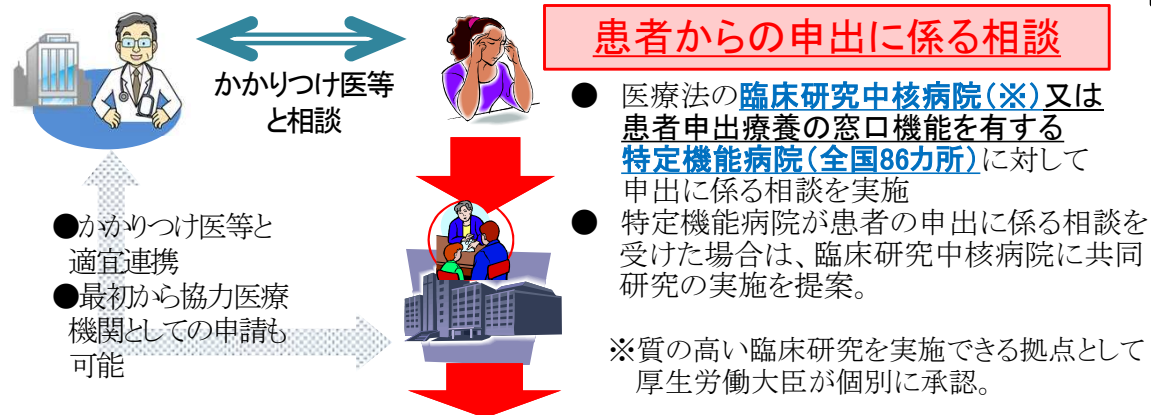 患者からの申出に係る相談
かかりつけ医等
と相談
● 医療法の臨床研究中核病院(※)又は
患者申出療養の窓口機能を有する
特定機能病院(全国86カ所)に対して
申出に係る相談を実施
● 特定機能病院が患者の申出に係る相談を
受けた場合は、臨床研究中核病院に共同
研究の実施を提案。
※質の高い臨床研究を実施できる拠点として
厚生労働大臣が個別に承認。
●かかりつけ医等と
適宜連携
●最初から協力医療
機関としての申請も
可能